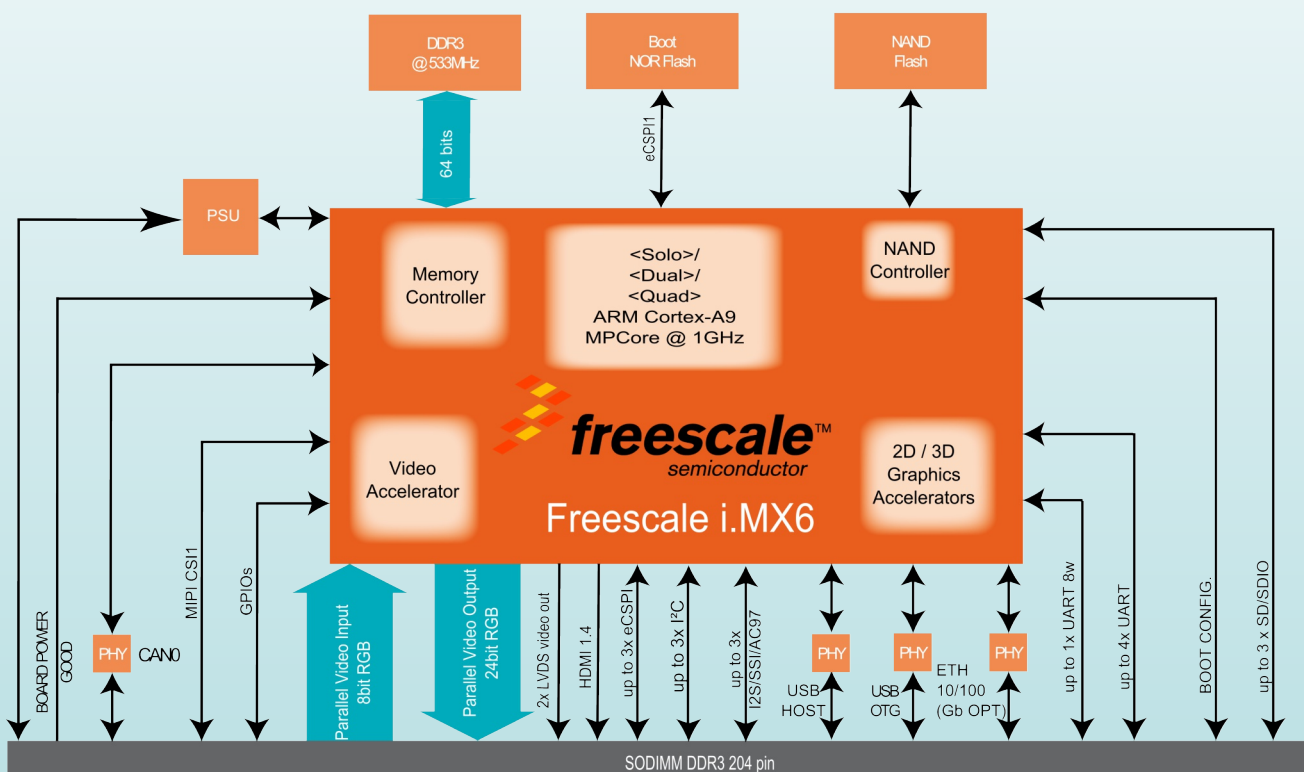 DDR3
@ 533MHz
Boot
NOR Flash
NAND
Flash
64 bits
eCSPI1
PSU
Memory
Controller
<Solo>/
<Dual>/
<Quad>
ARM Cortex-A9
MPCore @ 1GHz
NAND
Controller
freescale™
semiconductor
Freescale i.MX6
Video
Accelerator
2D / 3D
Graphics
Accelerators
BOARD POWER
GOOD
PHY
CAN0
MIPI CSI1
GPIOs
Parallel Video Input
8bit RGB
Parallel Video Output
24bit RGB
2x LVDS video out
HDMI 1.4
up to 3x eCSPI
up to 3x I²C
up to 3x
I2S/SSI/AC97
PHY
USB
HOST
PHY
USB
OTG
PHY
ETH
10/100
(Gb OPT)
up to 1x UART 8w
up to 4x UART
BOOT CONFIG.
up to 3 x SD/SDIO
SODIMM DDR3 204 pin